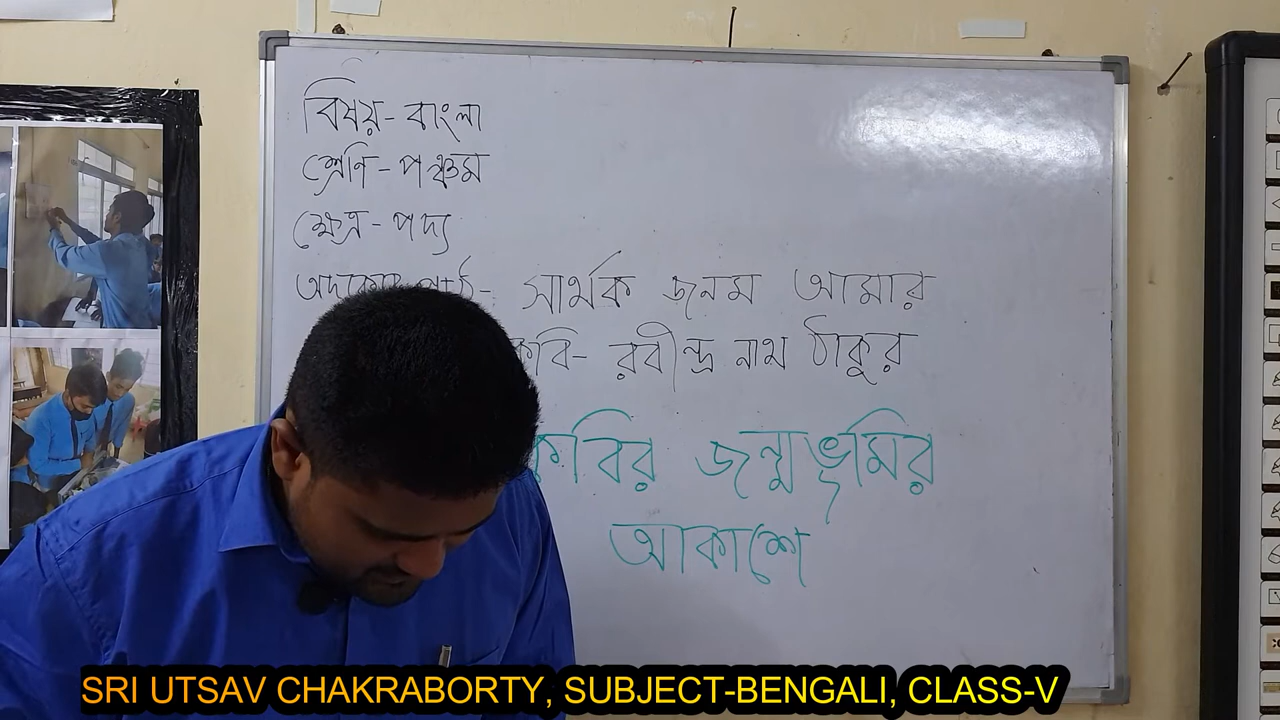 বিষয়- বাংলা
শ্রেণি- পঞ্চম
ক্ষেত্র- পদ্য
পাঠ- সার্থক জনম আমার
কবি- রবীন্দ্র নাথ ঠাকুর
কবির জন্মভূমির
আকাশে
SRI UTSAV CHAKRABORTY, SUBJECT-BENGALI, CLASS-V